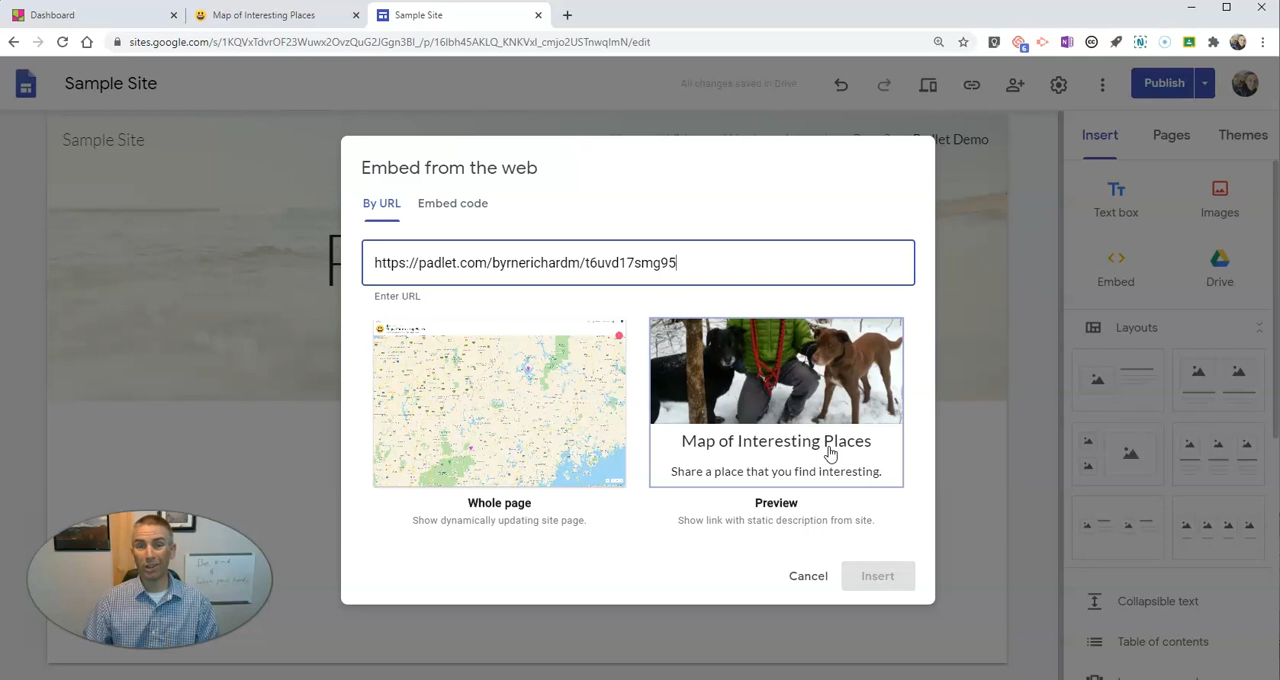 Dashboard
Map of Interesting Places
Sample Site
sites.google.com/s/1KQVxTdvrOF23Wuwx2OvzQuG2JGgn3Bl_/p/16lbh45AKLQ_KNKVxl_cmjo2USTnwqlmN/edit
6
Sample Site
All changes saved in Drive
Publish
Sample Site
let Demo
Insert
Pages
Themes
Embed from the web
By URL
Embed code
https://padlet.com/byrnerichardm/t6uvd17smg95
Enter URL
Text box
Images
Embed
Drive
Layouts
Map of Interesting Places
Share a place that you find interesting.
Whole page
Show dynamically updating site page.
Preview
Show link with static description from site.
Cancel
Insert
Collapsible text
Table of contents